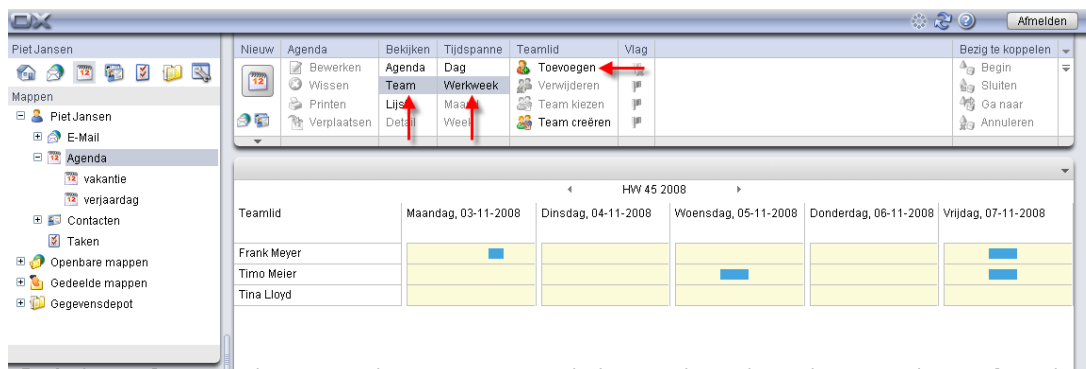 OX
Afmelden
Piet Jansen
Mappen
Piet Jansen
E-Mail
Agenda
vakantie
verjaardag
Contacten
Taken
Openbare mappen
Gedeelde mappen
Gegevensdepot
Nieuw Agenda Bekijken Tijdspanne Teamlid Vlag Bezig te koppelen
Bewerken Agenda Dag Toevoegen Begin
Wissen Team Werkweek Verwijderen Sluiten
Printen Lijst Team kiezen Ga naar
Verplaatsen Detail Week Team creëren Annuleren
HW 45 2008
Teamlid Maandag, 03-11-2008 Dinsdag, 04-11-2008 Woensdag, 05-11-2008 Donderdag, 06-11-2008 Vrijdag, 07-11-2008
Frank Meyer
Timo Meier
Tina Lloyd